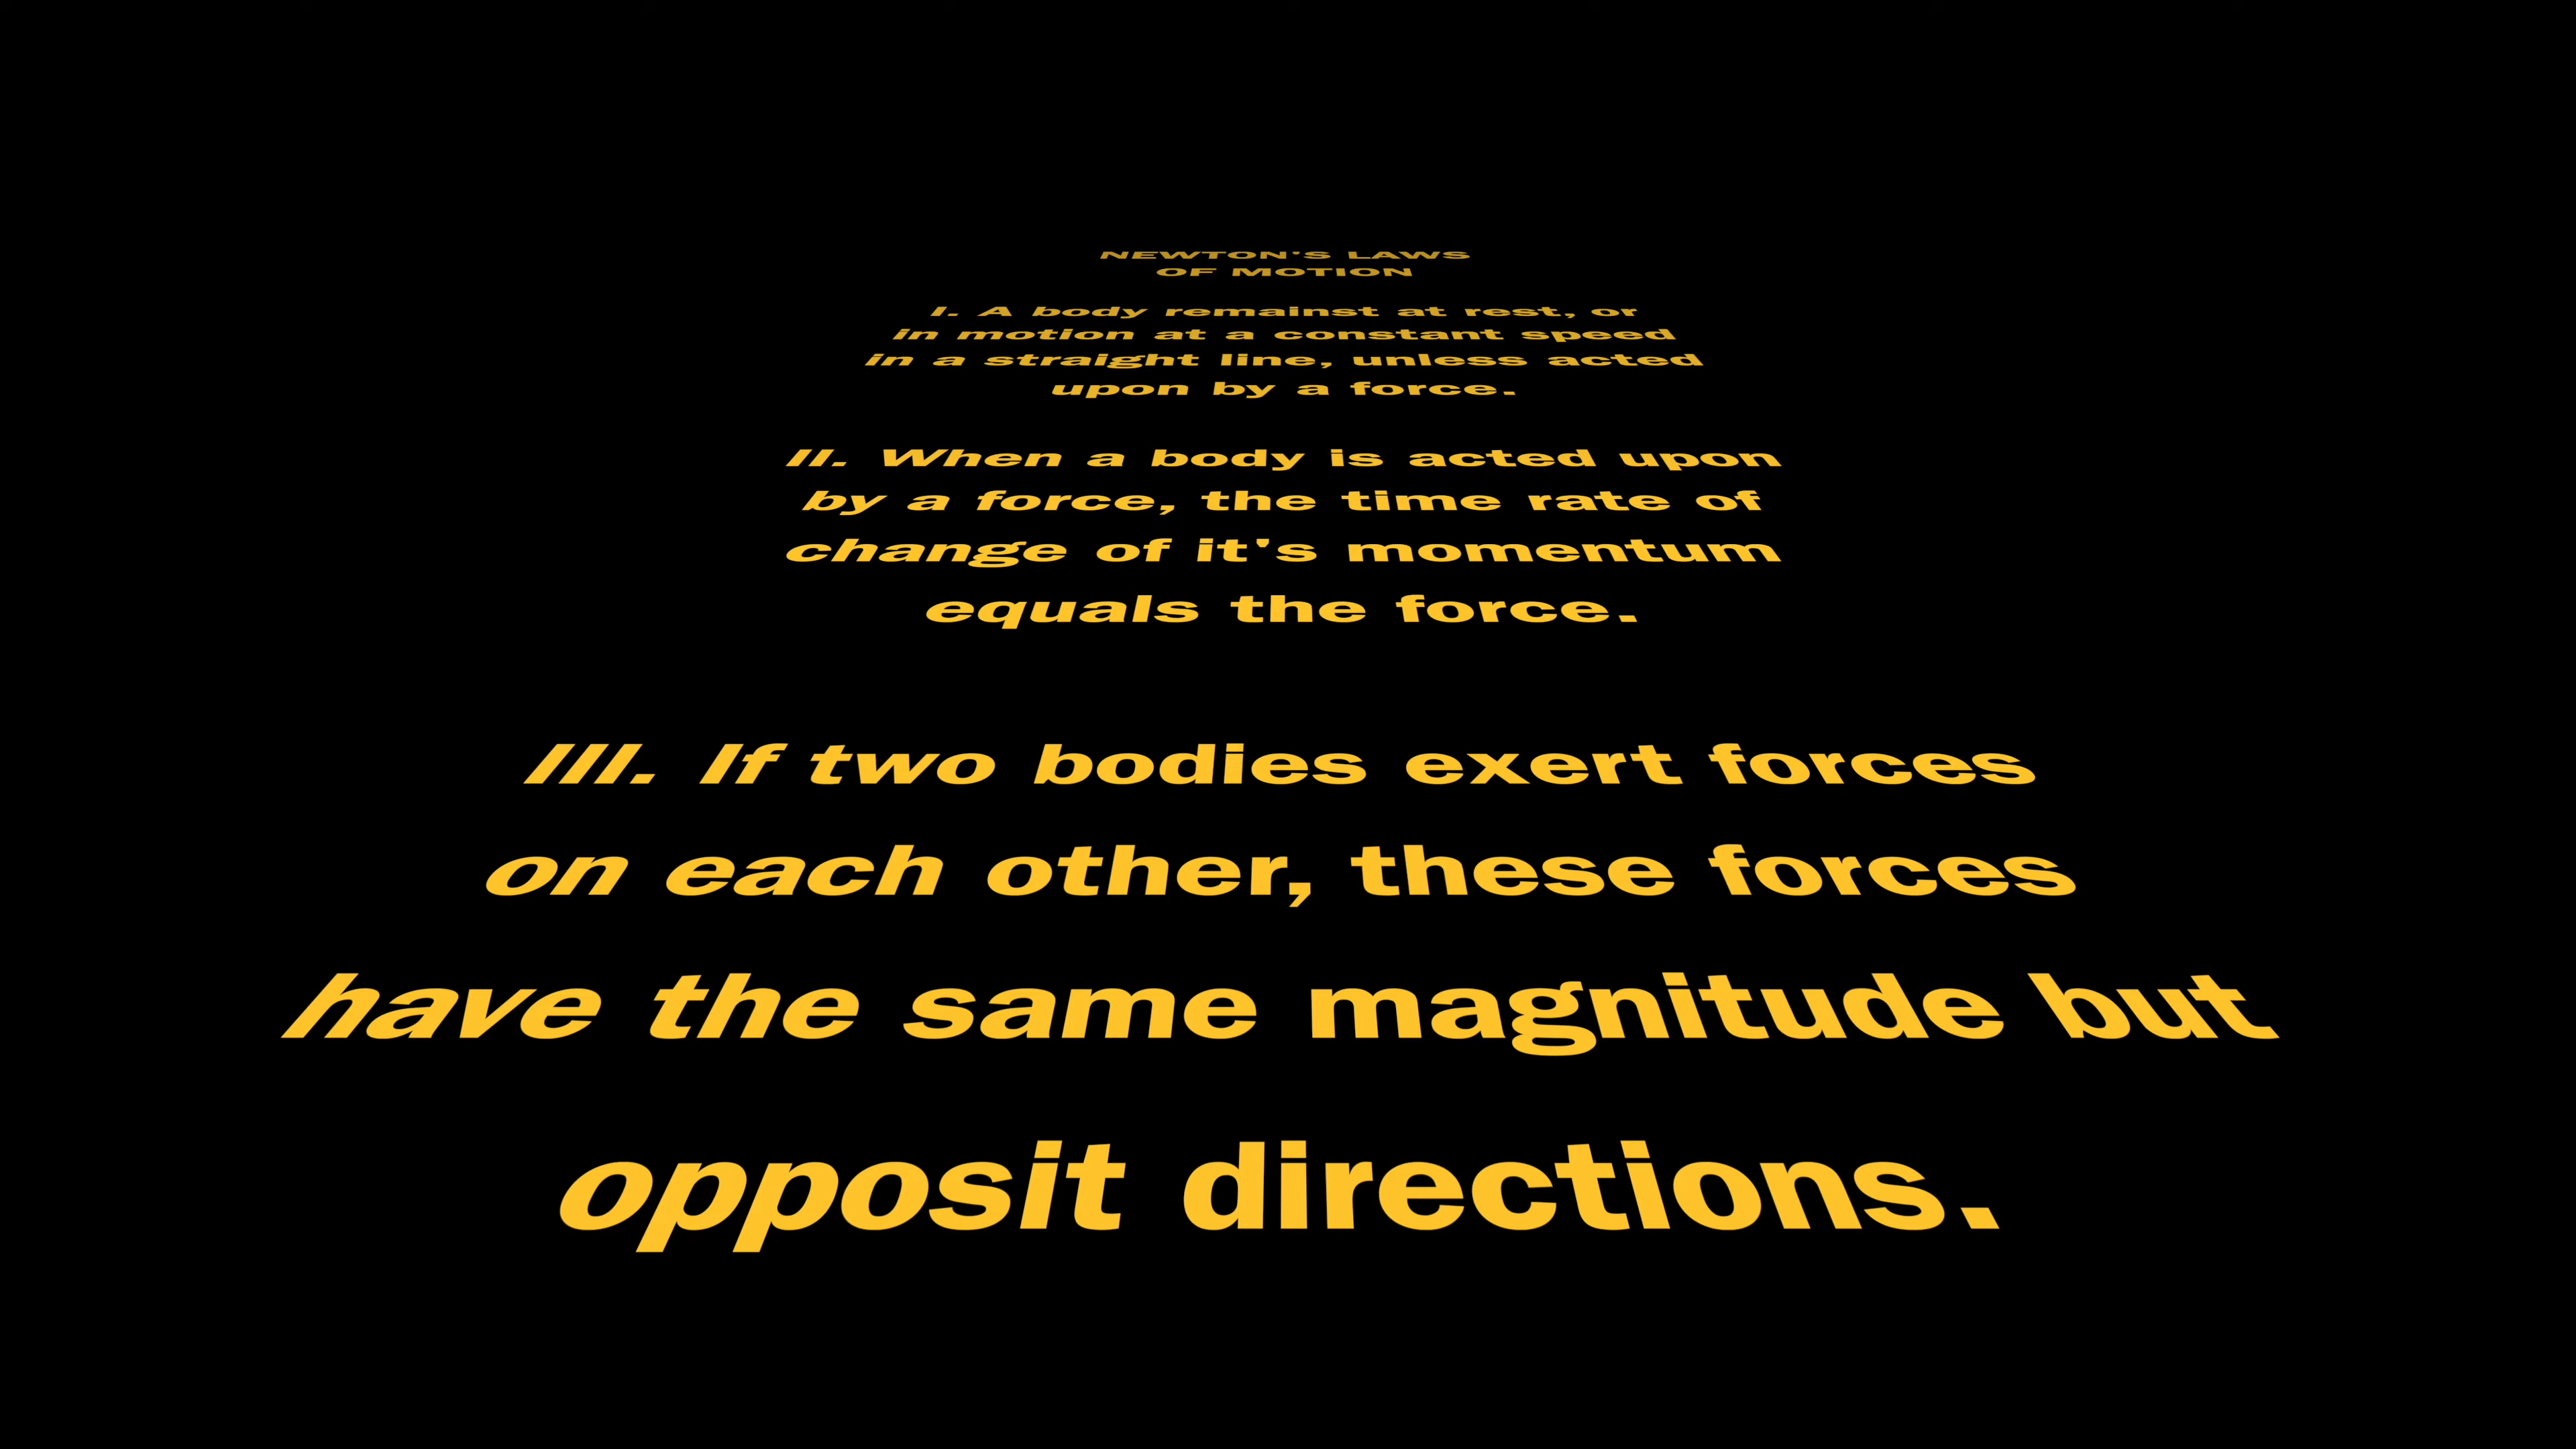 NEWTON'S LAWS
OF MOTION
I. A body remainst at rest, or
in motion at a constant speed
in a straight line, unless acted
upon by a force.
II. When a body is acted upon
by a force, the time rate of
change of it's momentum
equals the force.
III. If two bodies exert forces
on each other, these forces
have the same magnitude but
opposit directions.